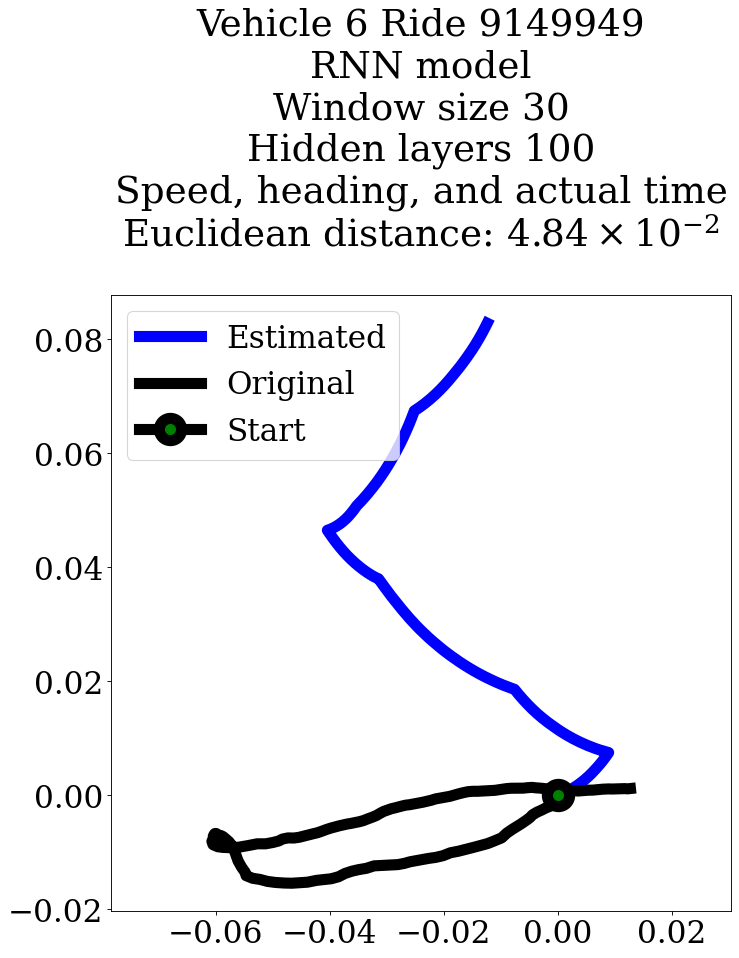 Vehicle 6 Ride 9149949
RNN model
Window size 30
Hidden layers 100
Speed, heading, and actual time
Euclidean distance: 4.84 × 10⁻²
Estimated
Original
Start
0.08
0.06
0.04
0.02
0.00
−0.02
−0.06 −0.04 −0.02 0.00 0.02